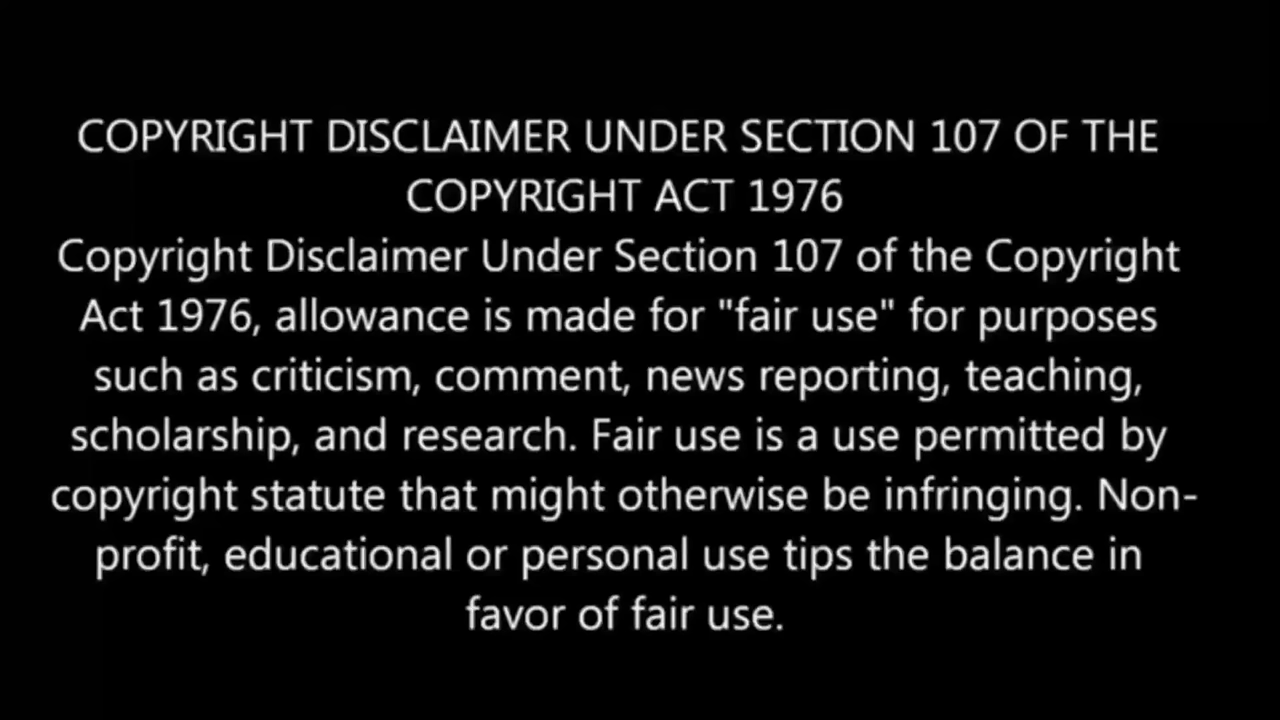 COPYRIGHT DISCLAIMER UNDER SECTION 107 OF THE
COPYRIGHT ACT 1976
Copyright Disclaimer Under Section 107 of the Copyright
Act 1976, allowance is made for "fair use" for purposes
such as criticism, comment, news reporting, teaching,
scholarship, and research. Fair use is a use permitted by
copyright statute that might otherwise be infringing. Non-
profit, educational or personal use tips the balance in
favor of fair use.